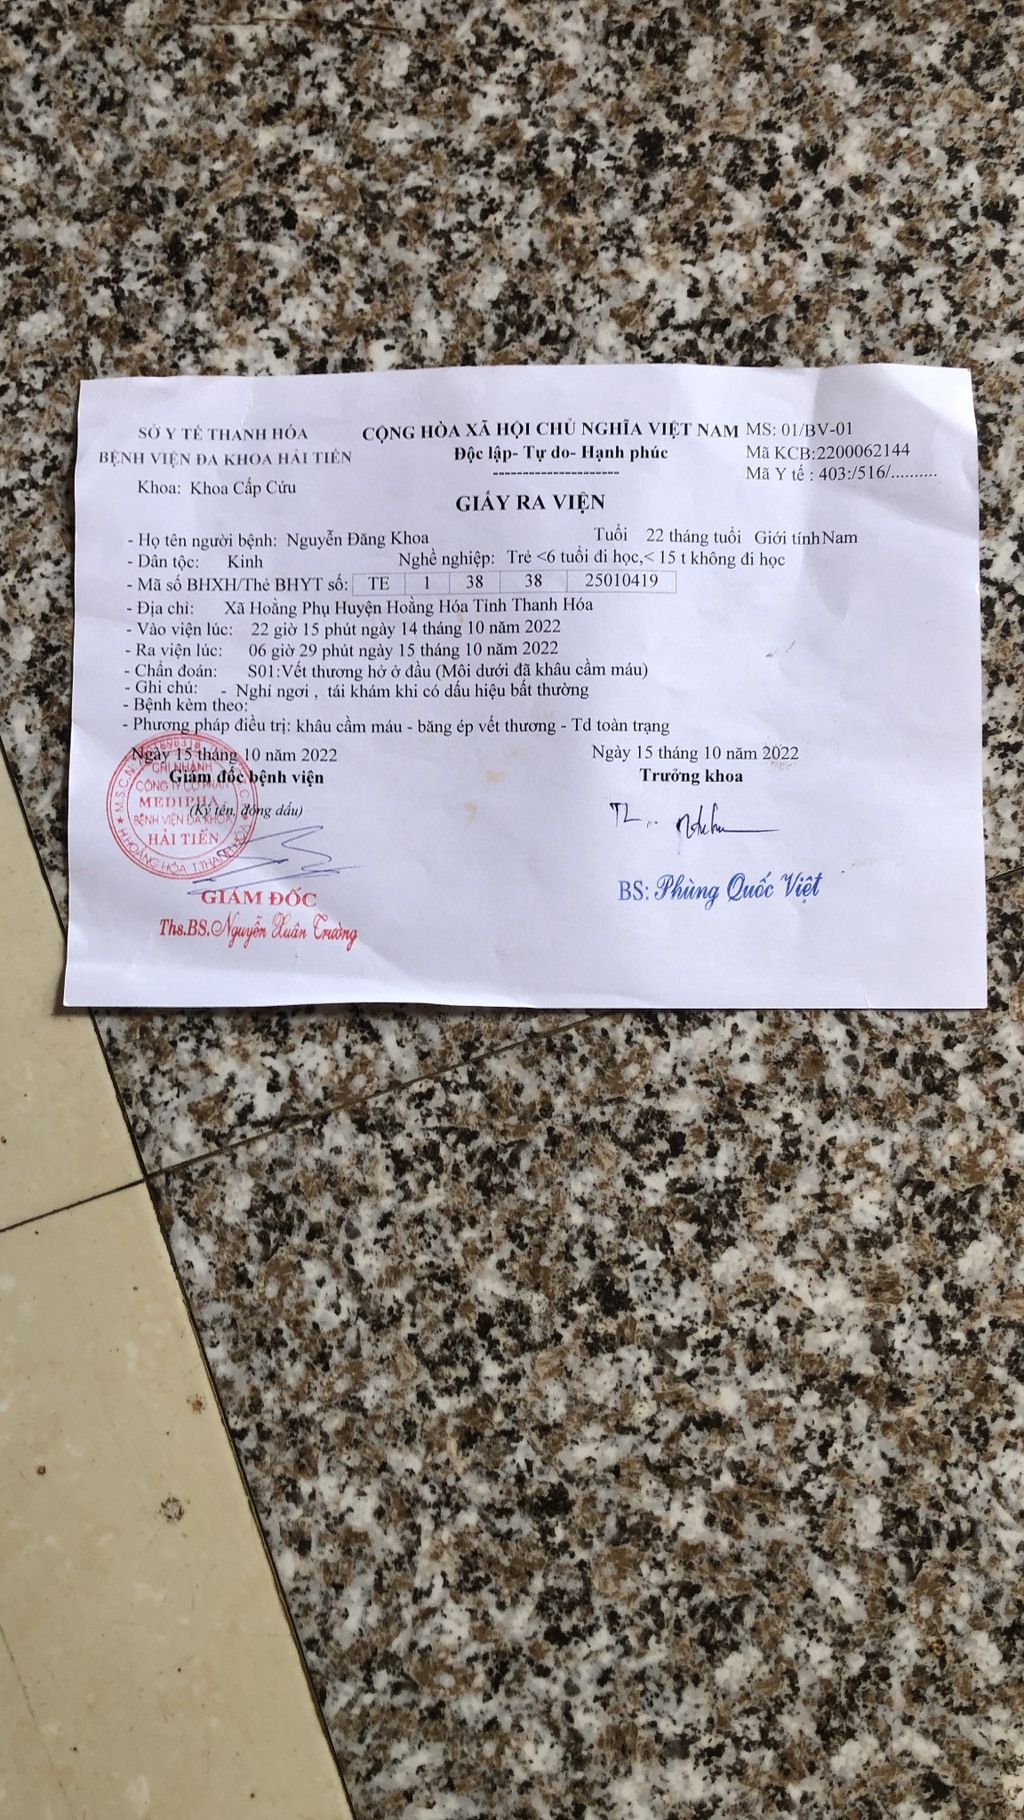 SỞ Y TẾ THANH HÓA
BỆNH VIỆN ĐA KHOA HẢI TIẾN
Khoa: Khoa Cấp Cứu
CỘNG HÒA XÃ HỘI CHỦ NGHĨA VIỆT NAM
Độc lập- Tự do- Hạnh phúc
--------------------
MS: 01/BV-01
Mã KCB:2200062144
Mã Y tế : 403:/516/..........
GIẤY RA VIỆN
- Họ tên người bệnh: Nguyễn Đăng Khoa Tuổi 22 tháng tuổi Giới tính Nam
- Dân tộc: Kinh Nghề nghiệp: Trẻ <6 tuổi đi học,< 15 t không đi học
- Mã số BHXH/Thẻ BHYT số: TE 1 38 38 25010419
- Địa chỉ: Xã Hoằng Phụ Huyện Hoằng Hóa Tỉnh Thanh Hóa
- Vào viện lúc: 22 giờ 15 phút ngày 14 tháng 10 năm 2022
- Ra viện lúc: 06 giờ 29 phút ngày 15 tháng 10 năm 2022
- Chẩn đoán: S01:Vết thương hở ở đầu (Môi dưới đã khâu cầm máu)
- Ghi chú: - Nghỉ ngơi , tái khám khi có dấu hiệu bất thường
- Bệnh kèm theo:
- Phương pháp điều trị: khâu cầm máu - băng ép vết thương - Td toàn trạng
Ngày 15 tháng 10 năm 2022
Giám đốc bệnh viện
(Ký tên, đóng dấu)
M.S.C.N:
CHI NHÁNH
CÔNG TY CỔ PHẦN
MEDIPHA
BỆNH VIỆN ĐA KHOA
HẢI TIẾN
H.HOẰNG HÓA T.THANH HÓA
GIÁM ĐỐC
Ths.BS.Nguyễn Xuân Trường
Ngày 15 tháng 10 năm 2022
Trưởng khoa
BS: Phùng Quốc Việt